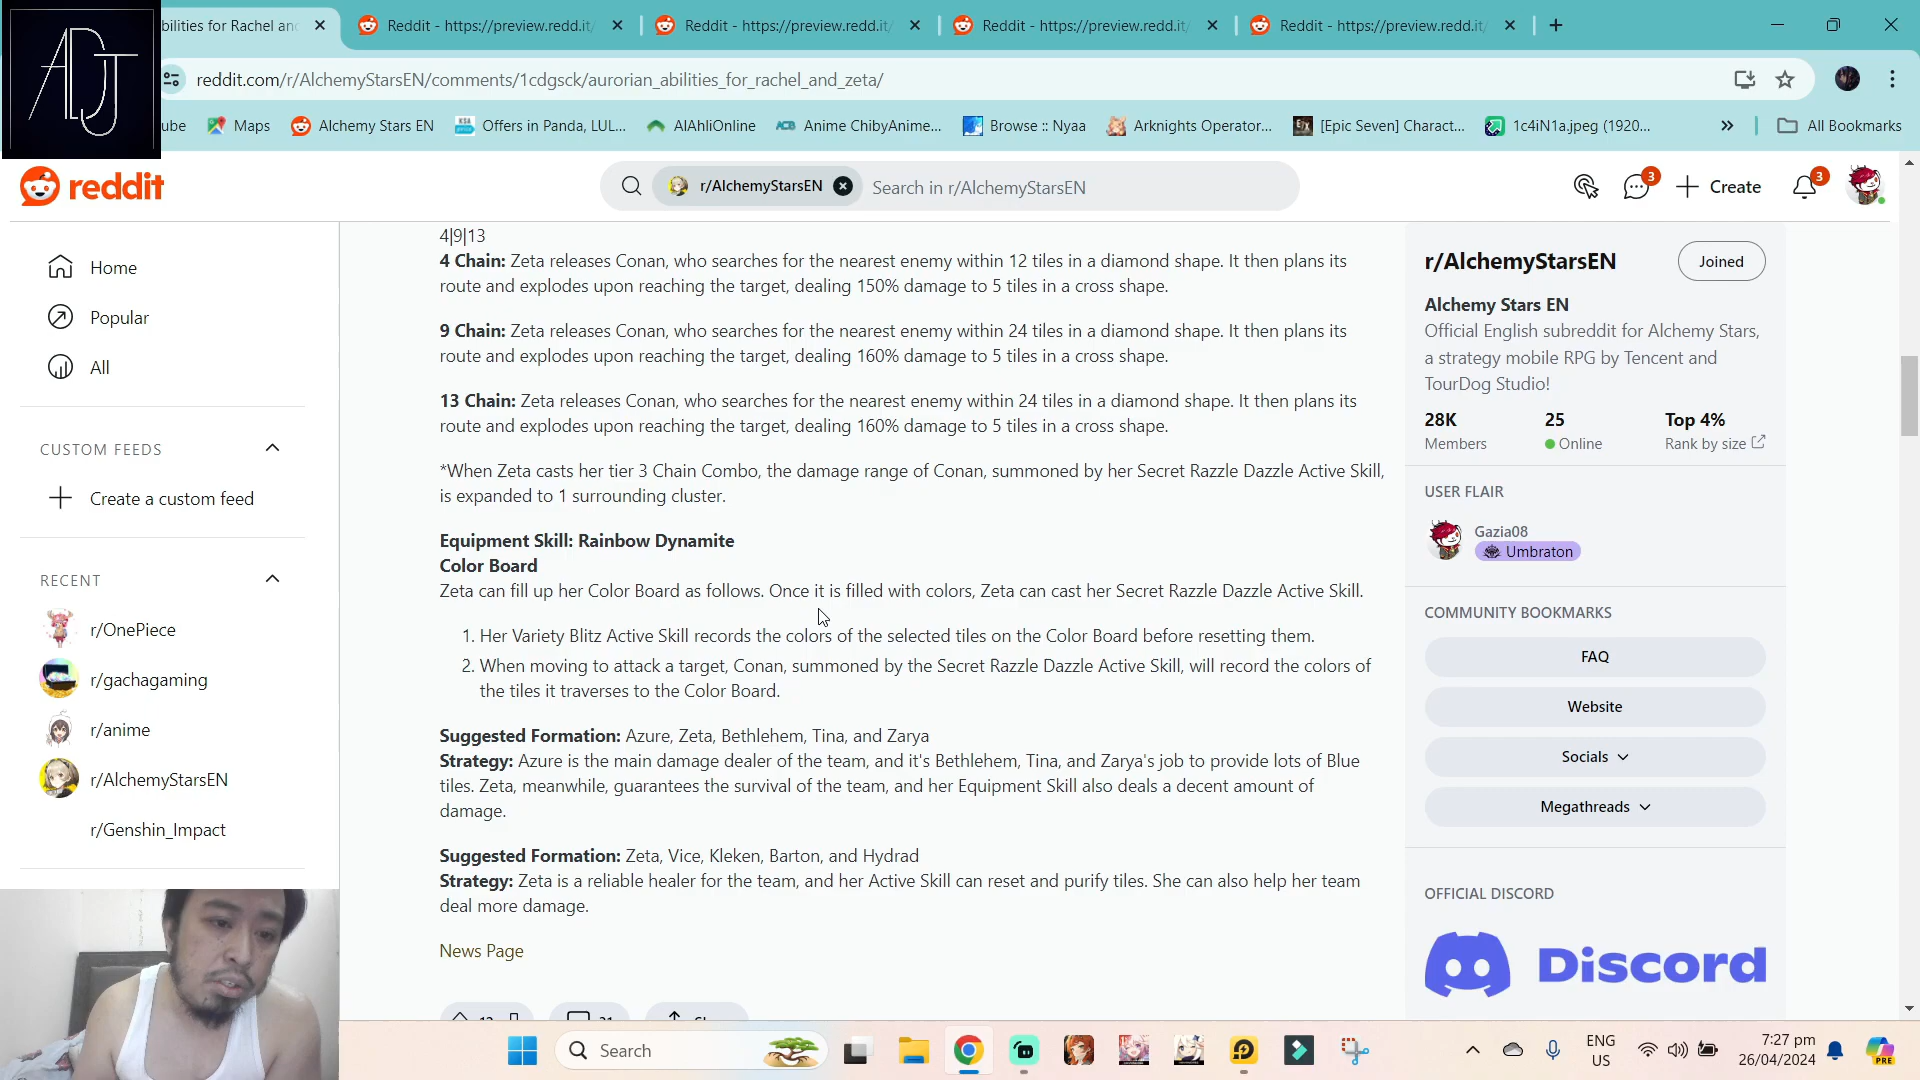 ADJ
bilities for Rachel and
Reddit - https://preview.redd.it/
Reddit - https://preview.redd.it/
Reddit - https://preview.redd.it/
Reddit - https://preview.redd.it/
reddit.com/r/AlchemyStarsEN/comments/1cdgsck/aurorian_abilities_for_rachel_and_zeta/
ube
Maps
Alchemy Stars EN
Offers in Panda, LUL...
AlAhliOnline
Anime ChibyAnime...
Browse :: Nyaa
Arknights Operator...
[Epic Seven] Charact...
1c4iN1a.jpeg (1920...
All Bookmarks
reddit
r/AlchemyStarsEN
Search in r/AlchemyStarsEN
3
Create
3
Home
Popular
All
CUSTOM FEEDS
Create a custom feed
RECENT
r/OnePiece
r/gachagaming
r/anime
r/AlchemyStarsEN
r/Genshin_Impact
4|9|13
4 Chain: Zeta releases Conan, who searches for the nearest enemy within 12 tiles in a diamond shape. It then plans its
route and explodes upon reaching the target, dealing 150% damage to 5 tiles in a cross shape.
9 Chain: Zeta releases Conan, who searches for the nearest enemy within 24 tiles in a diamond shape. It then plans its
route and explodes upon reaching the target, dealing 160% damage to 5 tiles in a cross shape.
13 Chain: Zeta releases Conan, who searches for the nearest enemy within 24 tiles in a diamond shape. It then plans its
route and explodes upon reaching the target, dealing 160% damage to 5 tiles in a cross shape.
*When Zeta casts her tier 3 Chain Combo, the damage range of Conan, summoned by her Secret Razzle Dazzle Active Skill,
is expanded to 1 surrounding cluster.
Equipment Skill: Rainbow Dynamite
Color Board
Zeta can fill up her Color Board as follows. Once it is filled with colors, Zeta can cast her Secret Razzle Dazzle Active Skill.
1. Her Variety Blitz Active Skill records the colors of the selected tiles on the Color Board before resetting them.
2. When moving to attack a target, Conan, summoned by the Secret Razzle Dazzle Active Skill, will record the colors of
the tiles it traverses to the Color Board.
Suggested Formation: Azure, Zeta, Bethlehem, Tina, and Zarya
Strategy: Azure is the main damage dealer of the team, and it's Bethlehem, Tina, and Zarya's job to provide lots of Blue
tiles. Zeta, meanwhile, guarantees the survival of the team, and her Equipment Skill also deals a decent amount of
damage.
Suggested Formation: Zeta, Vice, Kleken, Barton, and Hydrad
Strategy: Zeta is a reliable healer for the team, and her Active Skill can reset and purify tiles. She can also help her team
deal more damage.
News Page
r/AlchemyStarsEN
Joined
Alchemy Stars EN
Official English subreddit for Alchemy Stars,
a strategy mobile RPG by Tencent and
TourDog Studio!
28K
25
Top 4%
Members
Online
Rank by size
USER FLAIR
Gazia08
Umbraton
COMMUNITY BOOKMARKS
FAQ
Website
Socials
Megathreads
OFFICIAL DISCORD
Discord
Search
ENG
US
7:27 pm
26/04/2024
PRE